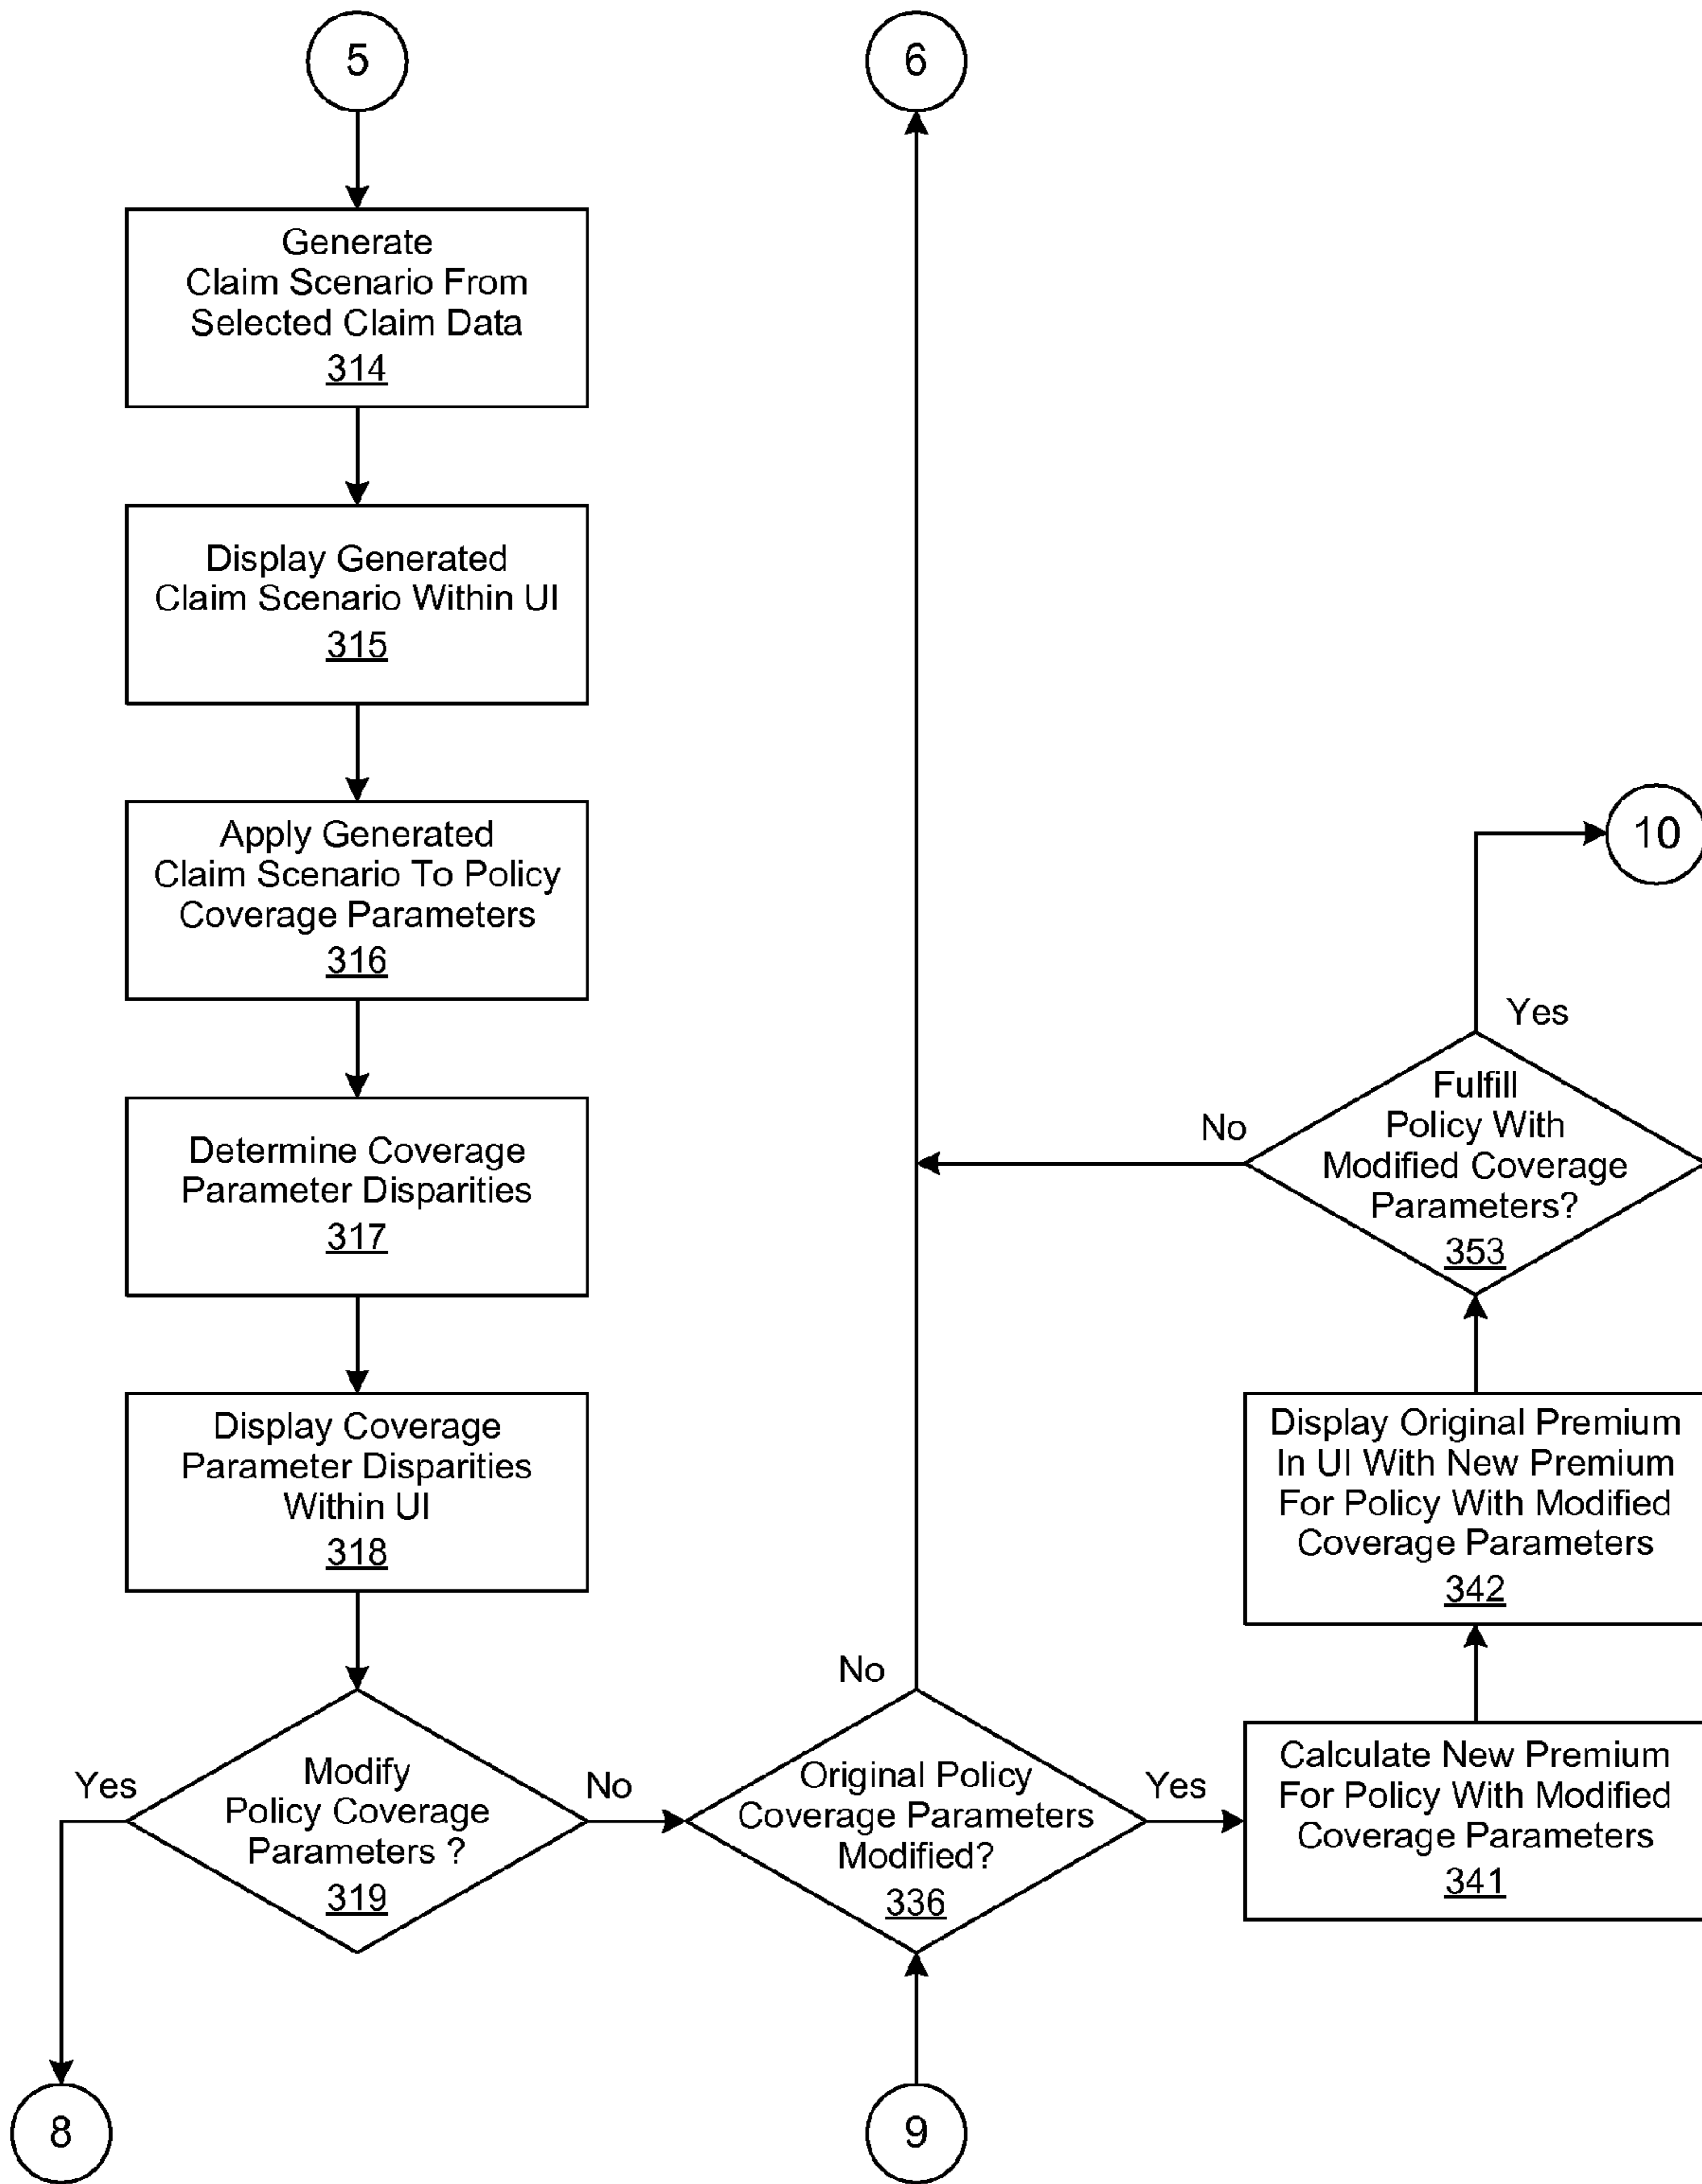 5
Generate
Claim Scenario From
Selected Claim Data
314
Display Generated
Claim Scenario Within UI
315
Apply Generated
Claim Scenario To Policy
Coverage Parameters
316
Determine Coverage
Parameter Disparities
317
Display Coverage
Parameter Disparities
Within UI
318
Modify
Policy Coverage
Parameters ?
319
Yes
No
8
6
No
Original Policy
Coverage Parameters
Modified?
336
Yes
9
10
Yes
Fulfill
Policy With
Modified Coverage
Parameters?
353
No
Display Original Premium
In UI With New Premium
For Policy With Modified
Coverage Parameters
342
Calculate New Premium
For Policy With Modified
Coverage Parameters
341